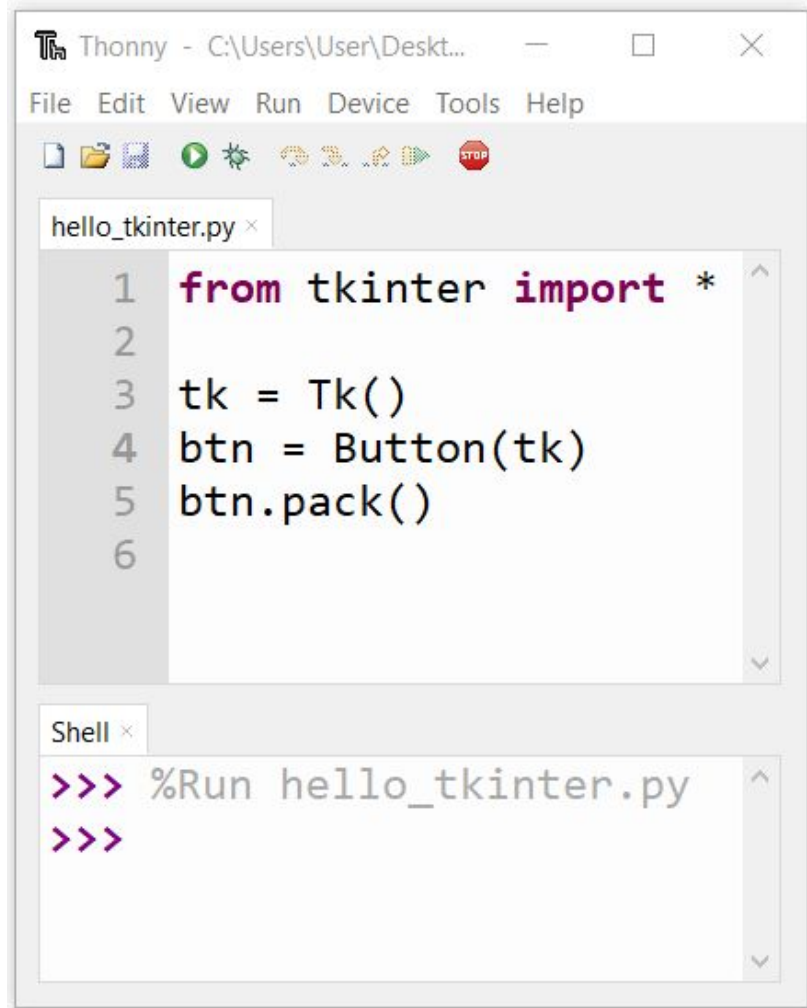 Th Thonny - C:\Users\User\Deskt...
File Edit View Run Device Tools Help
STOP
hello_tkinter.py ×
1 from tkinter import *
2
3 tk = Tk()
4 btn = Button(tk)
5 btn.pack()
6
Shell ×
>>> %Run hello_tkinter.py
>>>